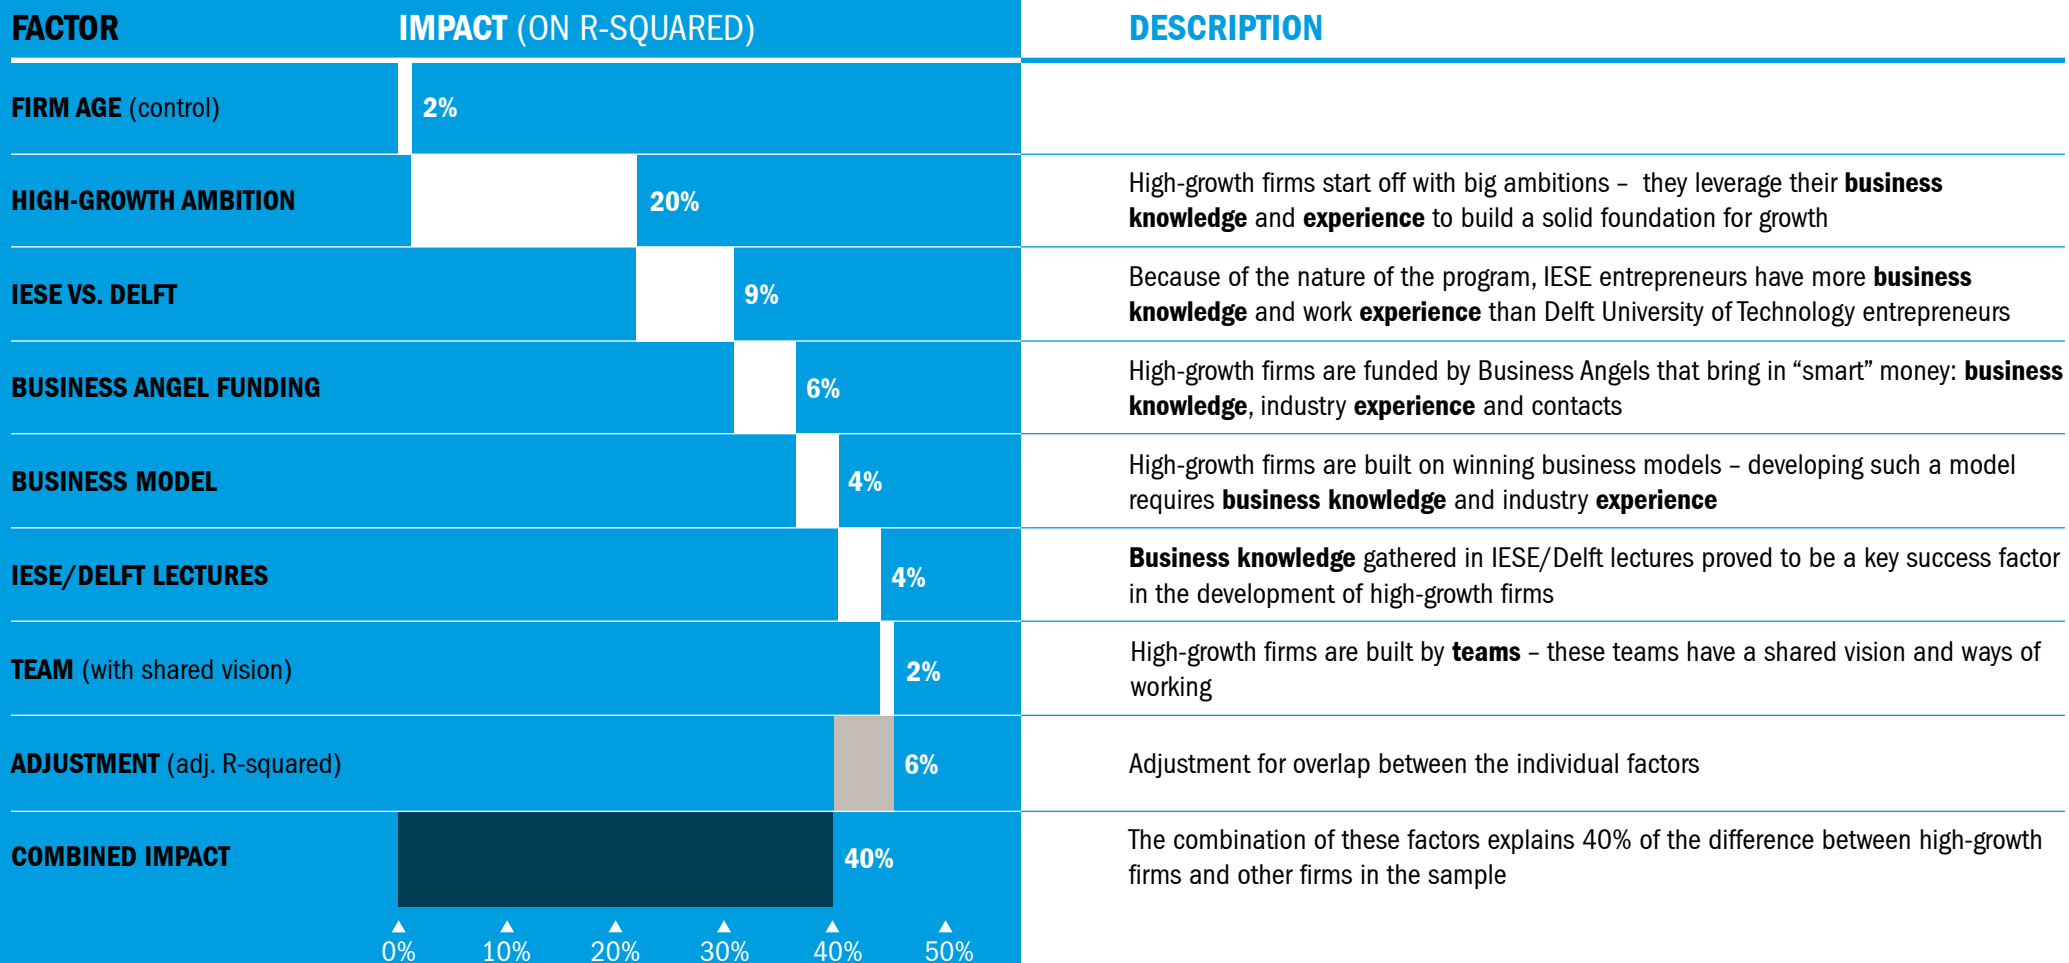 FACTOR IMPACT (ON R-SQUARED) DESCRIPTION
FIRM AGE (control) 2%
HIGH-GROWTH AMBITION 20%
High-growth firms start off with big ambitions – they leverage their business
knowledge and experience to build a solid foundation for growth
IESE VS. DELFT 9%
Because of the nature of the program, IESE entrepreneurs have more business
knowledge and work experience than Delft University of Technology entrepreneurs
BUSINESS ANGEL FUNDING 6%
High-growth firms are funded by Business Angels that bring in “smart” money: business
knowledge, industry experience and contacts
BUSINESS MODEL 4%
High-growth firms are built on winning business models – developing such a model
requires business knowledge and industry experience
IESE/DELFT LECTURES 4%
Business knowledge gathered in IESE/Delft lectures proved to be a key success factor
in the development of high-growth firms
TEAM (with shared vision) 2%
High-growth firms are built by teams – these teams have a shared vision and ways of
working
ADJUSTMENT (adj. R-squared) 6% Adjustment for overlap between the individual factors
COMBINED IMPACT 40%
The combination of these factors explains 40% of the difference between high-growth
firms and other firms in the sample
0% 10% 20% 30% 40% 50%